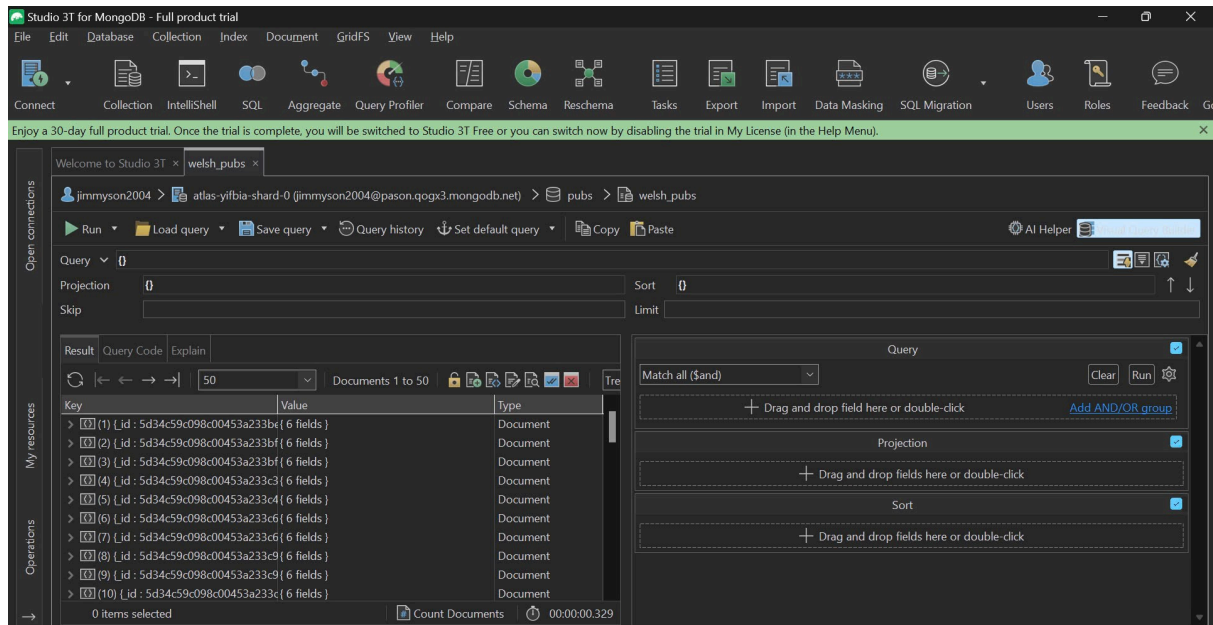 Studio 3T for MongoDB - Full product trial
File Edit Database Collection Index Document GridFS View Help
Connect Collection IntelliShell SQL Aggregate Query Profiler Compare Schema Reschema Tasks Export Import Data Masking SQL Migration Users Roles Feedback
Enjoy a 30-day full product trial. Once the trial is complete, you will be switched to Studio 3T Free or you can switch now by disabling the trial in My License (in the Help Menu). ×
Open connections
My resources
Operations
Welcome to Studio 3T × welsh_pubs ×
jimmyson2004 > atlas-yifbia-shard-0 (jimmyson2004@pason.qogx3.mongodb.net) > pubs > welsh_pubs
Run Load query Save query Query history Set default query Copy Paste AI Helper
Query {}
Projection {} Sort {}
Skip Limit
Result Query Code Explain
50 Documents 1 to 50 Tre
Key Value Type
(1) {_id : 5d34c59c098c00453a233be { 6 fields } Document
(2) {_id : 5d34c59c098c00453a233bf { 6 fields } Document
(3) {_id : 5d34c59c098c00453a233bf { 6 fields } Document
(4) {_id : 5d34c59c098c00453a233c3 { 6 fields } Document
(5) {_id : 5d34c59c098c00453a233c4 { 6 fields } Document
(6) {_id : 5d34c59c098c00453a233c6 { 6 fields } Document
(7) {_id : 5d34c59c098c00453a233c6 { 6 fields } Document
(8) {_id : 5d34c59c098c00453a233c9 { 6 fields } Document
(9) {_id : 5d34c59c098c00453a233c9 { 6 fields } Document
(10) {_id : 5d34c59c098c00453a233c { 6 fields } Document
0 items selected Count Documents 00:00:00.329
Query
Match all ($and) Clear Run
Drag and drop field here or double-click Add AND/OR group
Projection
Drag and drop fields here or double-click
Sort
Drag and drop fields here or double-click